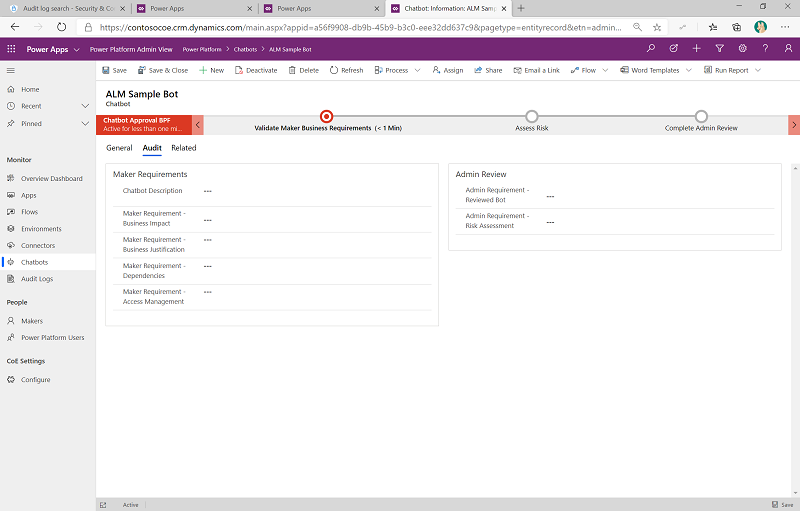 Audit log search - Security & Co
Power Apps
Power Apps
Chatbot: Information: ALM Samp
https://contosocoe.crm.dynamics.com/main.aspx?appid=a56f9908-db9b-45b9-b3c0-eee32dd637c9&pagetype=entityrecord&etn=admin...
Power Apps
Power Platform Admin View
Power Platform > Chatbots > ALM Sample Bot
Save
Save & Close
New
Deactivate
Delete
Refresh
Process
Assign
Share
Email a Link
Flow
Word Templates
Run Report
Home
Recent
Pinned
Monitor
Overview Dashboard
Apps
Flows
Environments
Connectors
Chatbots
Audit Logs
People
Makers
Power Platform Users
CoE Settings
Configure
ALM Sample Bot
Chatbot
Chatbot Approval BPF
Active for less than one mi...
Validate Maker Business Requirements (< 1 Min)
Assess Risk
Complete Admin Review
General
Audit
Related
Maker Requirements
Chatbot Description
---
Maker Requirement -
Business Impact
---
Maker Requirement -
Business Justification
---
Maker Requirement -
Dependencies
---
Maker Requirement -
Access Management
---
Admin Review
Admin Requirement -
Reviewed Bot
---
Admin Requirement -
Risk Assessment
---
Active
Save